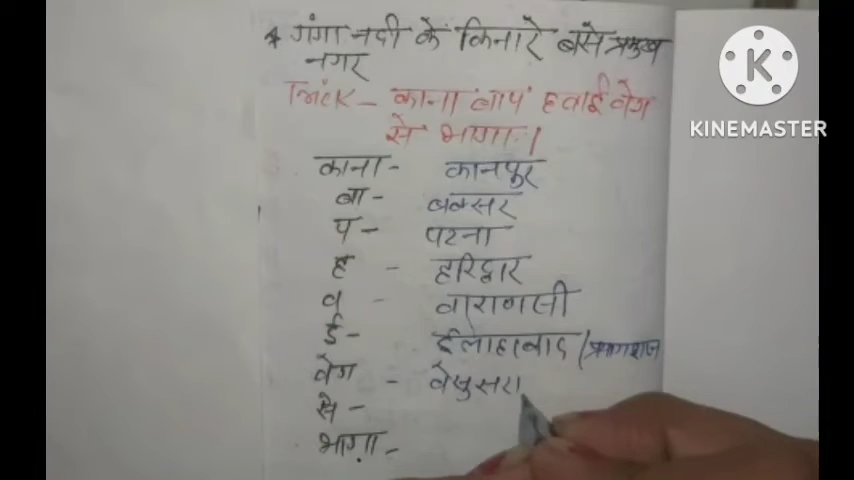 * गंगा नदी के किनारे बसे प्रमुख
नगर
Trick - काना बाप हवाई वेग
से भागा।
काना - कानपुर
बा - बक्सर
प - पटना
ह - हरिद्वार
व - वाराणसी
ई - ईलाहाबाद (प्रयागराज
वेग - वेगुसरा
से -
भागा -
K
KINEMASTER